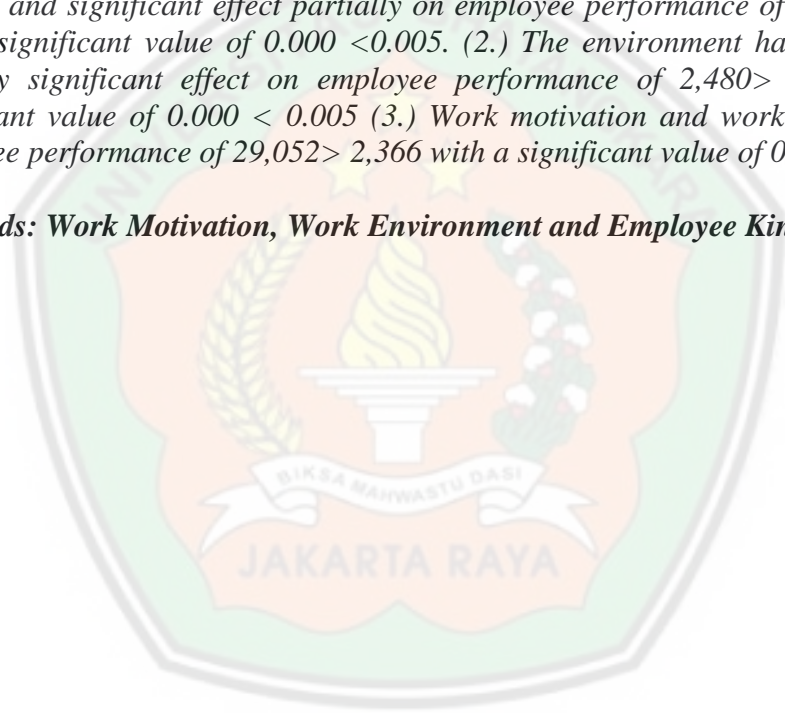 and significant effect partially on employee performance of
significant value of 0.000 <0.005. (2.) The environment ha
y significant effect on employee performance of 2,480>
ant value of 0.000 < 0.005 (3.) Work motivation and work
ee performance of 29,052> 2,366 with a significant value of 0
ds: Work Motivation, Work Environment and Employee Kin
BIKSA MAHWASTU DASI
JAKARTA RAYA